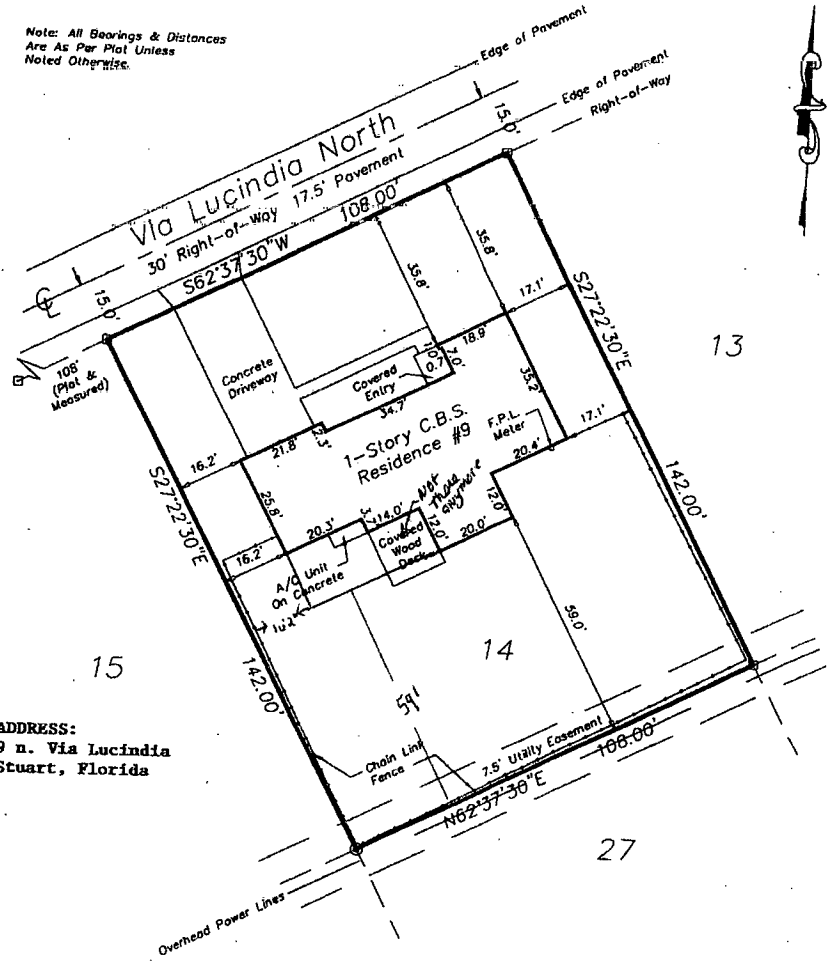 Note: All Bearings & Distances
Are As Per Plat Unless
Noted Otherwise.
Edge of Pavement
Edge of Pavement
Right-of-Way
15.0'
Via Lucindia North
30' Right-of-Way 17.5' Pavement
108.00'
S62°37'30"W
℄
15.0'
108'
(Plat &
Measured)
35.8'
35.8'
17.1'
S27°22'30"E
13
Concrete
Driveway
Covered
Entry
0.7'
7.0'
18.9'
35.2'
34.7'
1-Story C.B.S.
Residence #9
F.P.L.
Meter
17.1'
16.2'
21.8'
2.3'
25.8'
S27°22'30"E
20.4'
12.0'
142.00'
Not
There
anymore
16.2'
20.3'
14.0'
12.0'
20.0'
Covered
Wood
Deck
A/C Unit
On Concrete
16.2'
59.0'
14
59'
15
142.00'
ADDRESS:
9 n. Via Lucindia
Stuart, Florida
Chain Link
Fence
7.5' Utility Easement
108.00'
N62°37'30"E
27
Overhead Power Lines